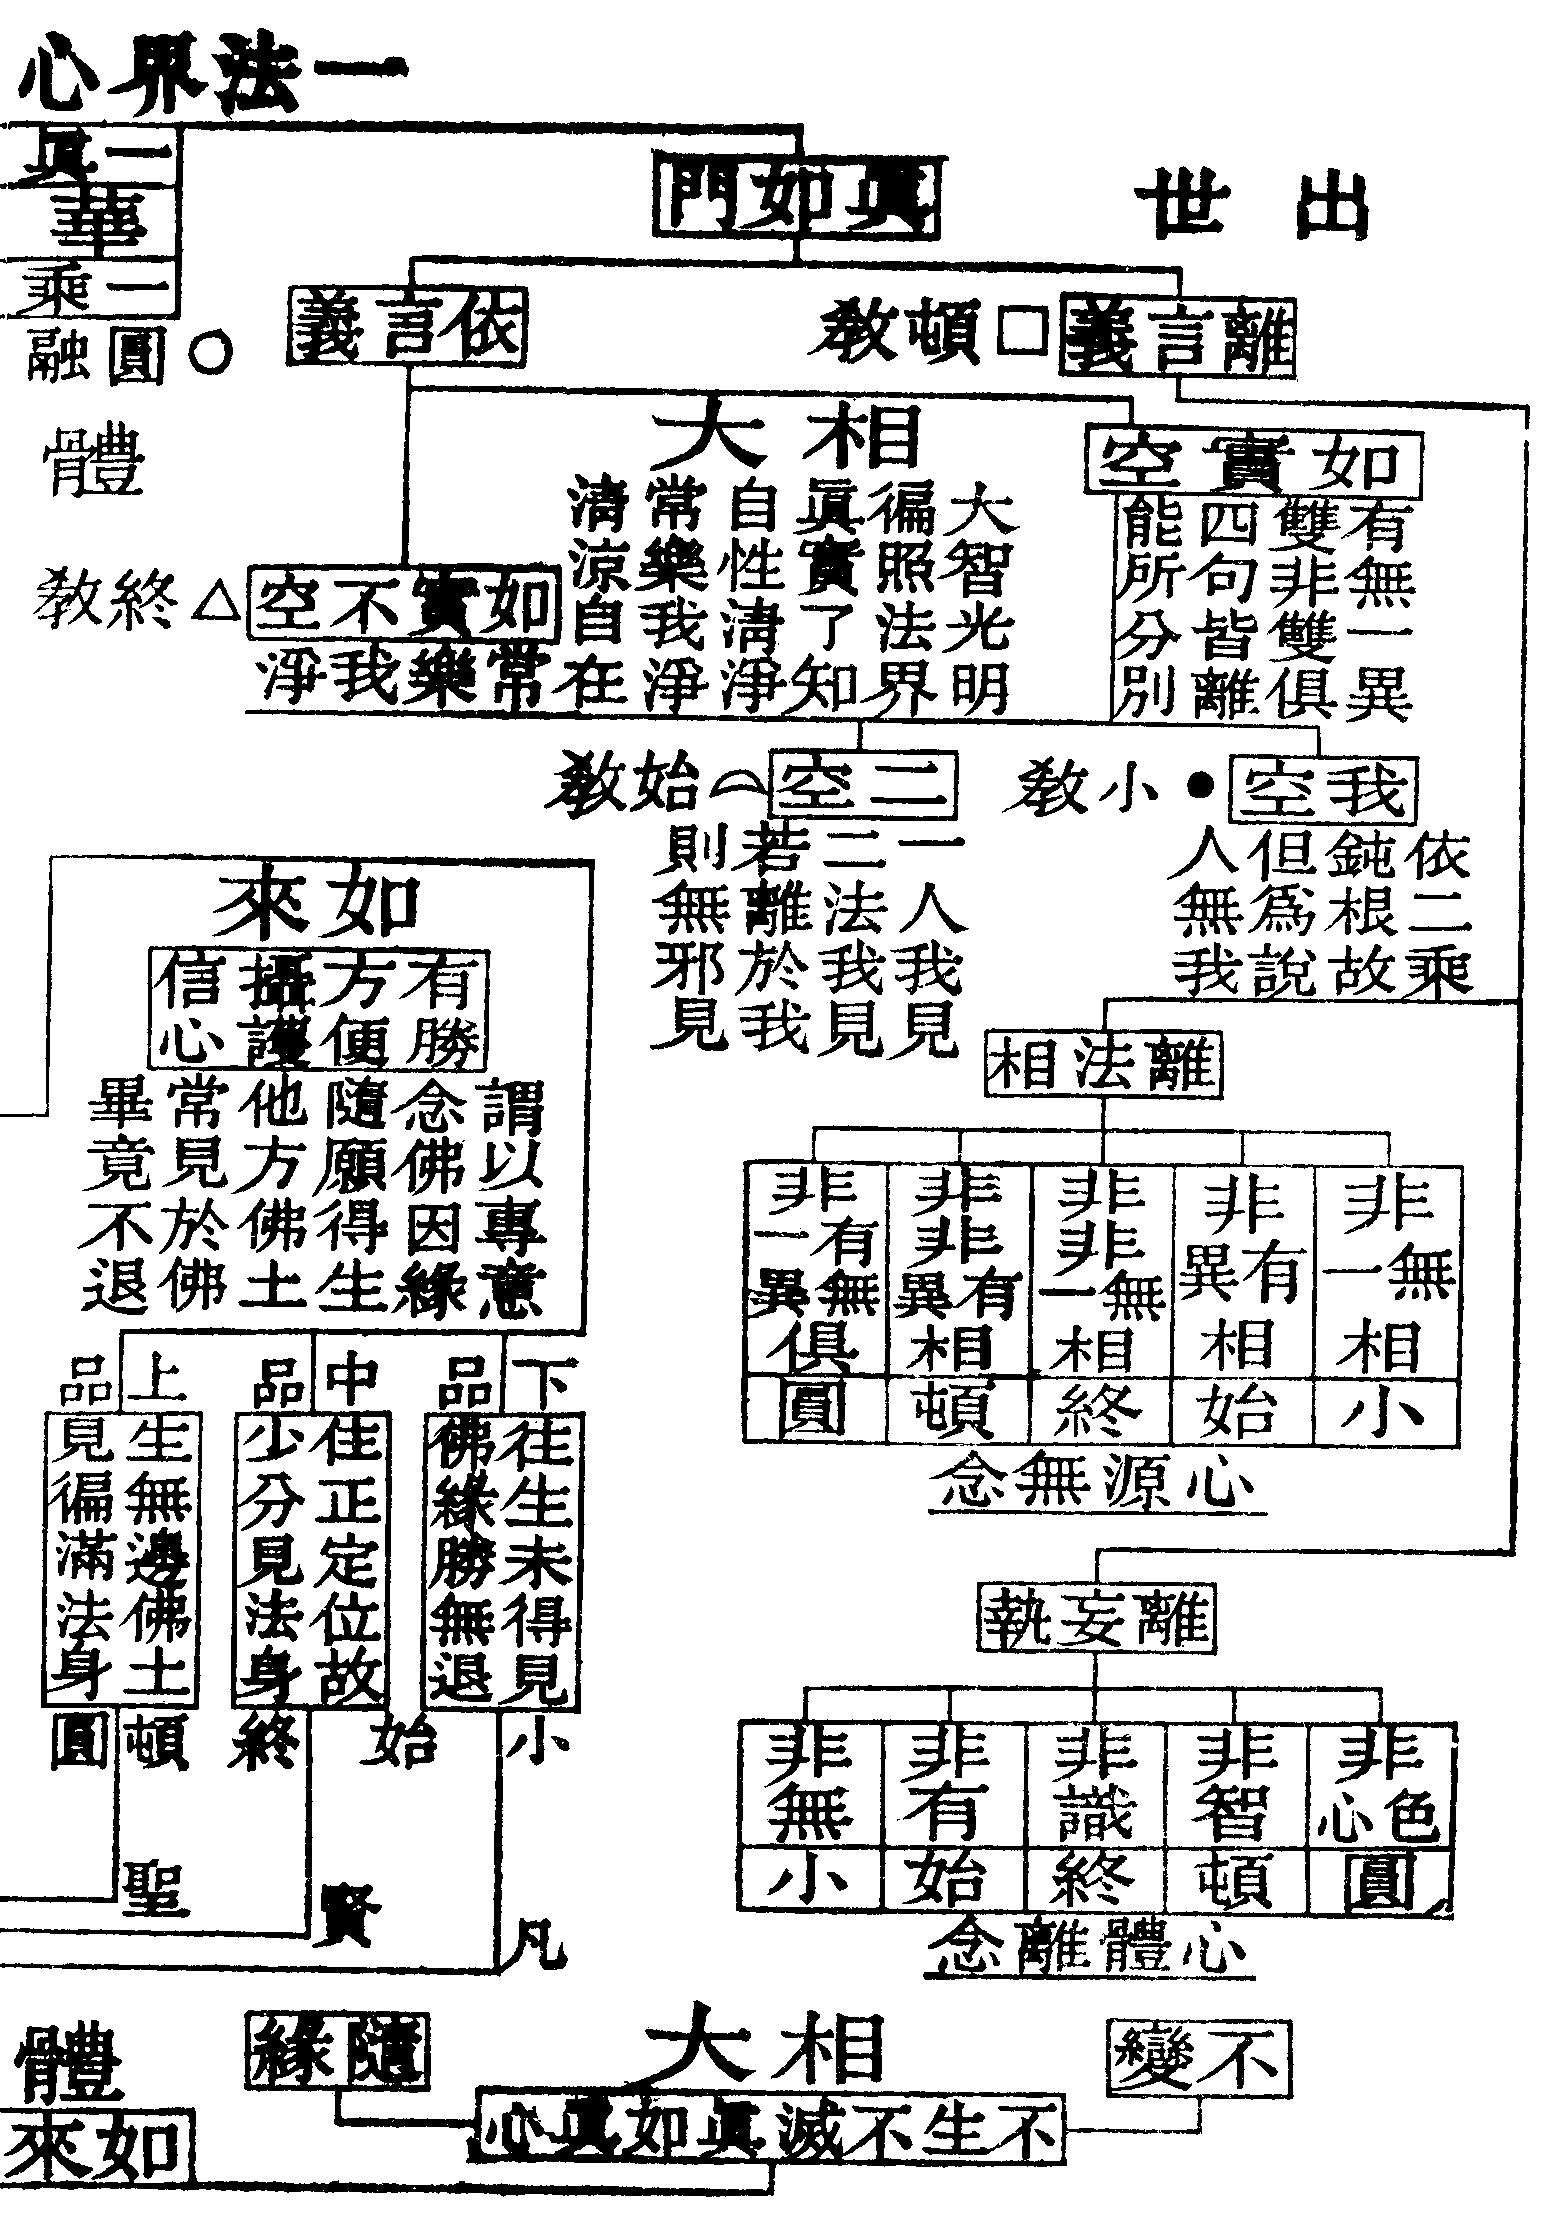 一法界心
一眞
華
一乘
出世
眞如門
離言義 □ 頓敎
依言義 ○ 圓融
體
相大
如實空
有無一異
雙非雙俱
四句皆離
能所分別
大智光明
徧照法界
眞實了知
自性淸淨
常樂我淨
淸涼自在
如實不空 △ 終敎
常樂我淨
我空 ● 小敎
依二乘
鈍根故
但為說
人無我
二空 ⌒ 始敎
一人我見
二法我見
若離於我
則無邪見
如來
有勝
方便
攝護
信心
謂以專意
念佛因緣
隨願得生
他方佛土
常見於佛
畢竟不退
下品
往生未得見
佛緣勝無退
中品
住正定位故
少分見法身
上品
生無邊佛土
見徧滿法身
小 始 終 頓 圓
凡
賢
聖
離法相
非無一相 小
非有異相 始
非非無一相 終
非非有異相 頓
非有無一異俱 圓
心源無念
離妄執
非色心 圓
非智 頓
非識 終
非有 始
非無 小
心體離念
不變
相大
隨緣
體
不生不滅眞如眞心
如來